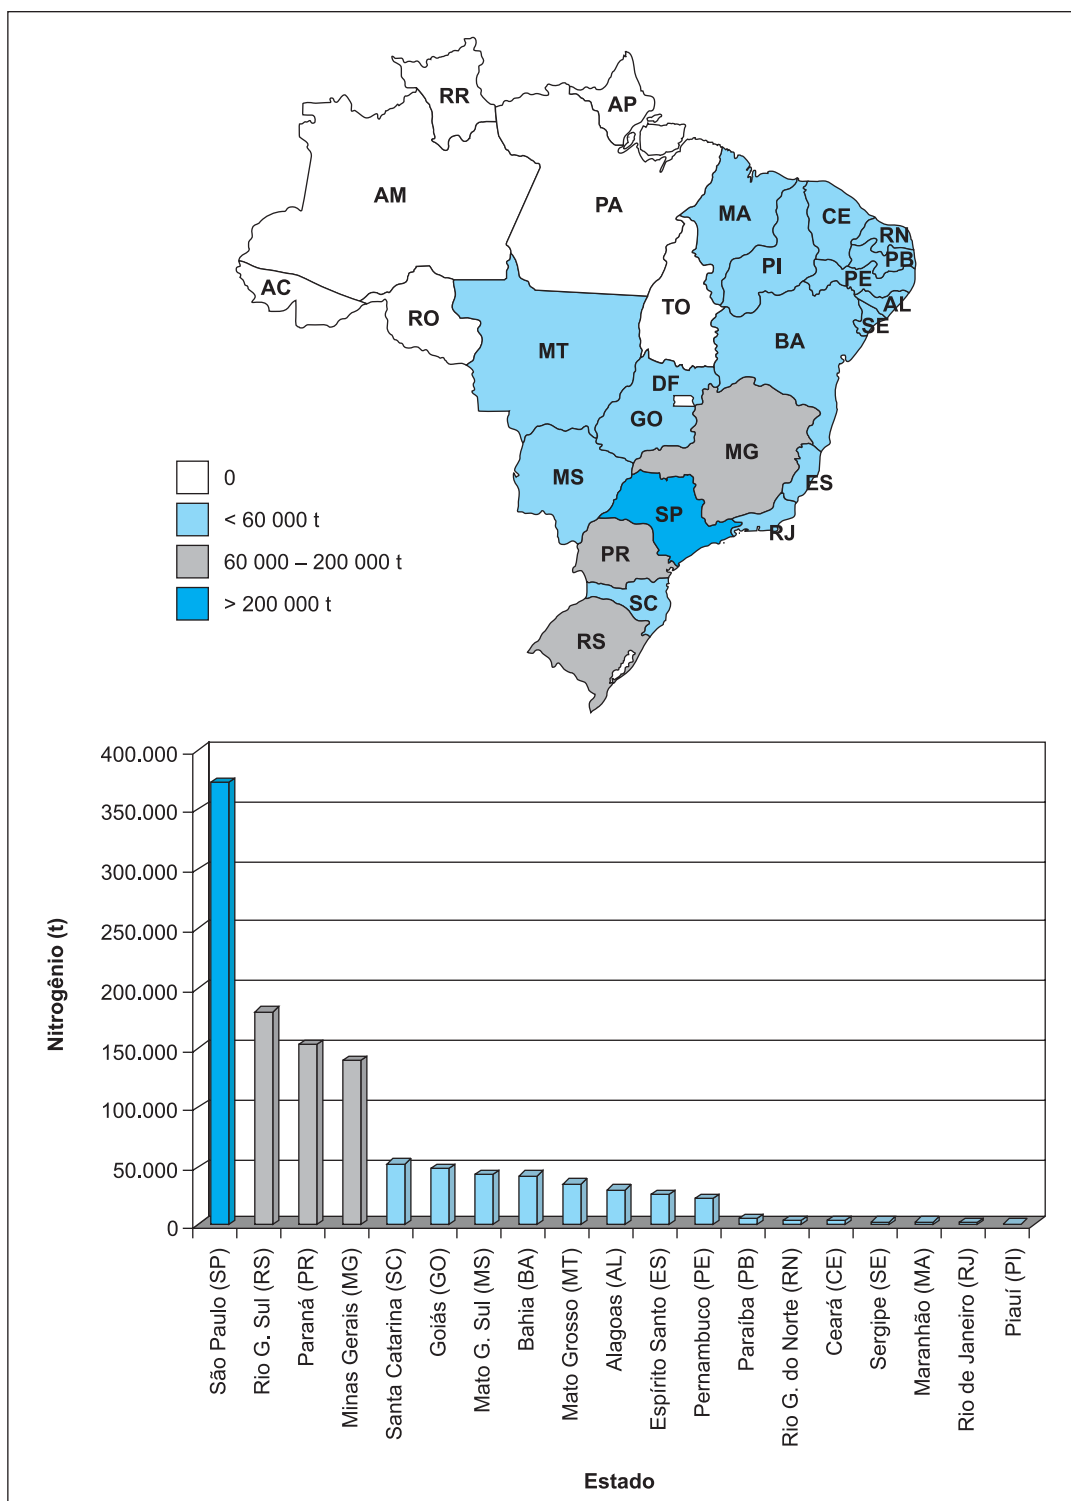 RR
AP
AM
PA
MA
CE
RN
PB
PI
PE
AL
SE
AC
RO
TO
BA
MT
DF
GO
MG
MS
ES
SP
RJ
PR
SC
RS
0
< 60 000 t
60 000 – 200 000 t
> 200 000 t
400.000
350.000
300.000
250.000
200.000
150.000
100.000
50.000
0
Nitrogênio (t)
São Paulo (SP)
Rio G. Sul (RS)
Paraná (PR)
Minas Gerais (MG)
Santa Catarina (SC)
Goiás (GO)
Mato G. Sul (MS)
Bahia (BA)
Mato Grosso (MT)
Alagoas (AL)
Espírito Santo (ES)
Pernambuco (PE)
Paraíba (PB)
Rio G. do Norte (RN)
Ceará (CE)
Sergipe (SE)
Maranhão (MA)
Rio de Janeiro (RJ)
Piauí (PI)
Estado